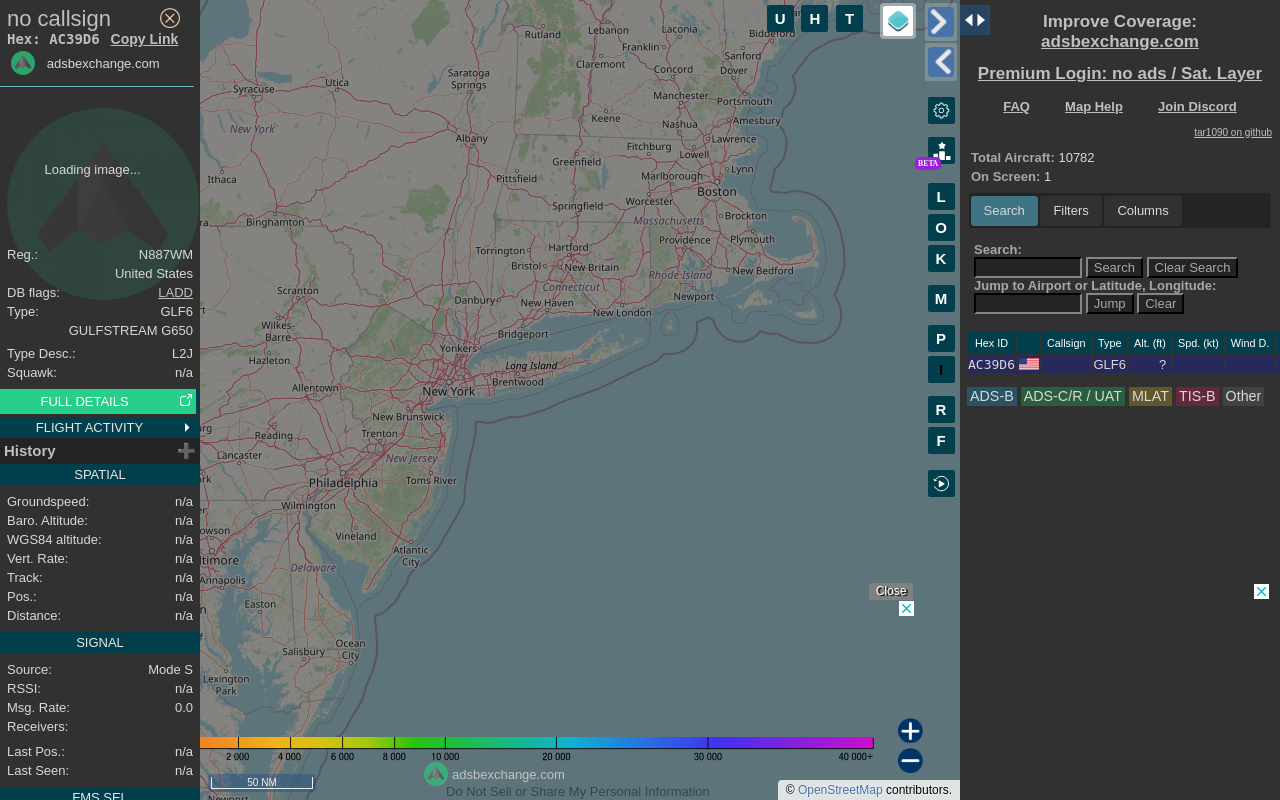 no callsign
Hex: AC39D6 Copy Link
adsbexchange.com
Loading image...
Reg.: N887WM
United States
DB flags: LADD
Type: GLF6
GULFSTREAM G650
Type Desc.: L2J
Squawk: n/a
FULL DETAILS
FLIGHT ACTIVITY
History
SPATIAL
Groundspeed: n/a
Baro. Altitude: n/a
WGS84 altitude: n/a
Vert. Rate: n/a
Track: n/a
Pos.: n/a
Distance: n/a
SIGNAL
Source: Mode S
RSSI: n/a
Msg. Rate: 0.0
Receivers:
Last Pos.: n/a
Last Seen: n/a
FMS SEL
U H T
L
O
K
M
P
I
R
F
BETA
Rutland
Lebanon
Laconia
Biddeford
Franklin
Claremont
Sanford
Concord
Dover
Saratoga
Springs
Utica
Syracuse
Manchester
Portsmouth
Keene
Nashua
Amesbury
New York
Albany
Lawrence
Fitchburg
Lowell
Greenfield
Lynn
Marlborough
Pittsfield
Ithaca
Boston
Worcester
Springfield
Brockton
Massachusetts
Binghamton
Plymouth
Providence
Torrington
Hartford
Bristol
New Britain
New Bedford
Rhode Island
Connecticut
Scranton
Newport
Danbury
New Haven
New London
Wilkes-
Barre
Bridgeport
Yonkers
Hazleton
Long Island
Brentwood
Allentown
New York
New Brunswick
Reading
Trenton
Lancaster
New Jersey
Toms River
Philadelphia
Wilmington
Vineland
Atlantic
City
Delaware
Annapolis
Easton
Ocean
City
Salisbury
Lexington
Park
Close
2 000 4 000 6 000 8 000 10 000 20 000 30 000 40 000+
50 NM
adsbexchange.com
Do Not Sell or Share My Personal Information
© OpenStreetMap contributors.
Improve Coverage:
adsbexchange.com
Premium Login: no ads / Sat. Layer
FAQ Map Help Join Discord
tar1090 on github
Total Aircraft: 10782
On Screen: 1
Search Filters Columns
Search:
Search Clear Search
Jump to Airport or Latitude, Longitude:
Jump Clear
Hex ID Callsign Type Alt. (ft) Spd. (kt) Wind D.
AC39D6 GLF6 ?
ADS-B ADS-C/R / UAT MLAT TIS-B Other